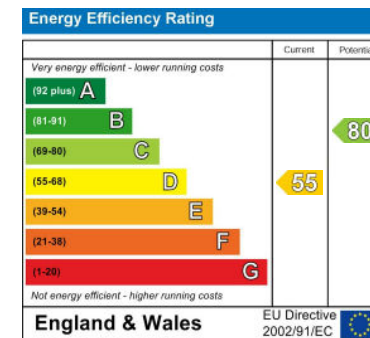 Energy Efficiency Rating
Current Potentia
Very energy efficient - lower running costs
(92 plus) A
(81-91) B
(69-80) C
(55-68) D
(39-54) E
(21-38) F
(1-20) G
55
80
Not energy efficient - higher running costs
England & Wales
EU Directive
2002/91/EC